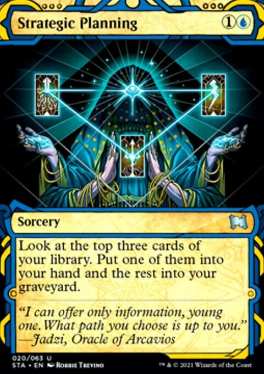 Strategic Planning 1
Sorcery
Look at the top three cards of
your library. Put one of them into
your hand and the rest into your
graveyard.
"I can offer only information, young
one. What path you choose is up to you."
—Jadzi, Oracle of Arcavios
020/063 U
STA • EN ROBBIE TREVINO
™ & © 2021 Wizards of the Coast